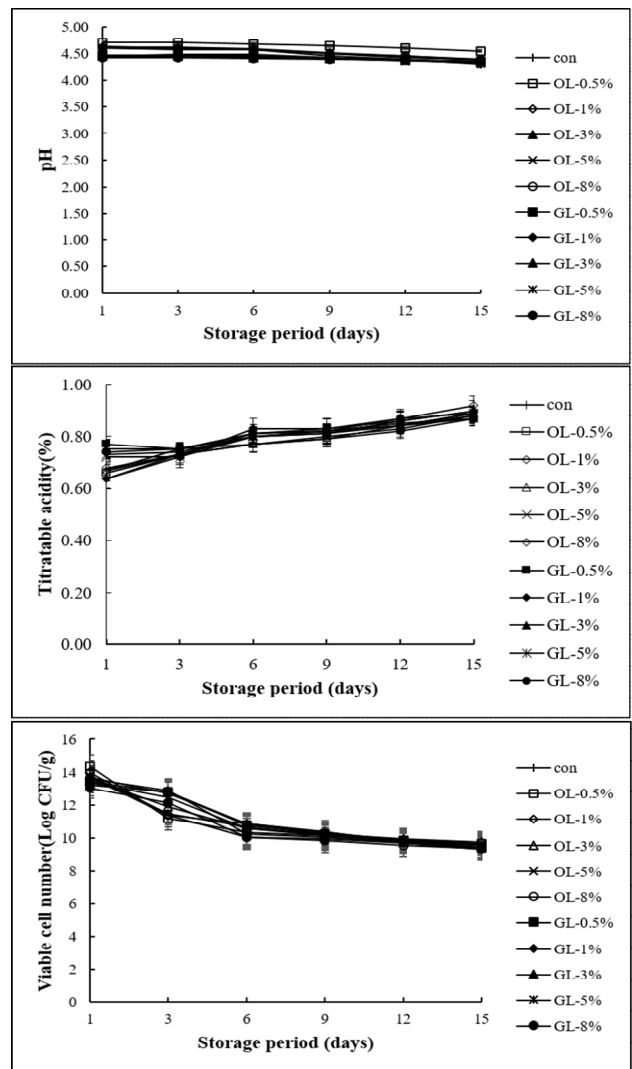 5.00
4.50
4.00
3.50
3.00
2.50
2.00
1.50
1.00
0.50
0.00
pH
1 3 6 9 12 15
Storage period (days)
con
OL-0.5%
OL-1%
OL-3%
OL-5%
OL-8%
GL-0.5%
GL-1%
GL-3%
GL-5%
GL-8%
1.00
0.80
0.60
0.40
0.20
0.00
Titratable acidity(%)
1 3 6 9 12 15
Storage period (days)
con
OL-0.5%
OL-1%
OL-3%
OL-5%
OL-8%
GL-0.5%
GL-1%
GL-3%
GL-5%
GL-8%
16
14
12
10
8
6
4
2
0
Viable cell number(Log CFU/g)
1 3 6 9 12 15
Storage period (days)
con
OL-0.5%
OL-1%
OL-3%
OL-5%
OL-8%
GL-0.5%
GL-1%
GL-3%
GL-5%
GL-8%